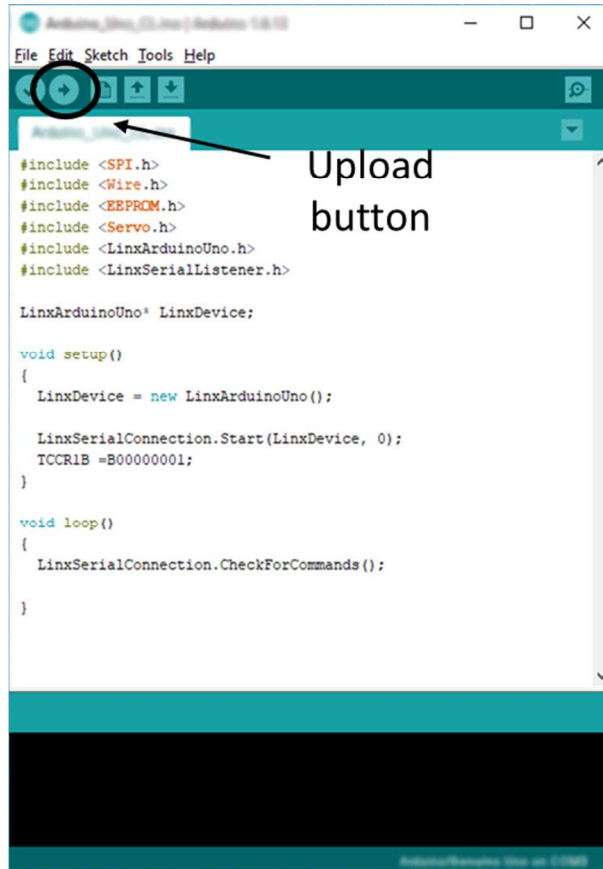 File Edit Sketch Tools Help
Upload
button
#include <SPI.h>
#include <Wire.h>
#include <EEPROM.h>
#include <Servo.h>
#include <LinxArduinoUno.h>
#include <LinxSerialListener.h>
LinxArduinoUno* LinxDevice;
void setup()
{
LinxDevice = new LinxArduinoUno();
LinxSerialConnection.Start(LinxDevice, 0);
TCCR1B =B00000001;
}
void loop()
{
LinxSerialConnection.CheckForCommands();
}